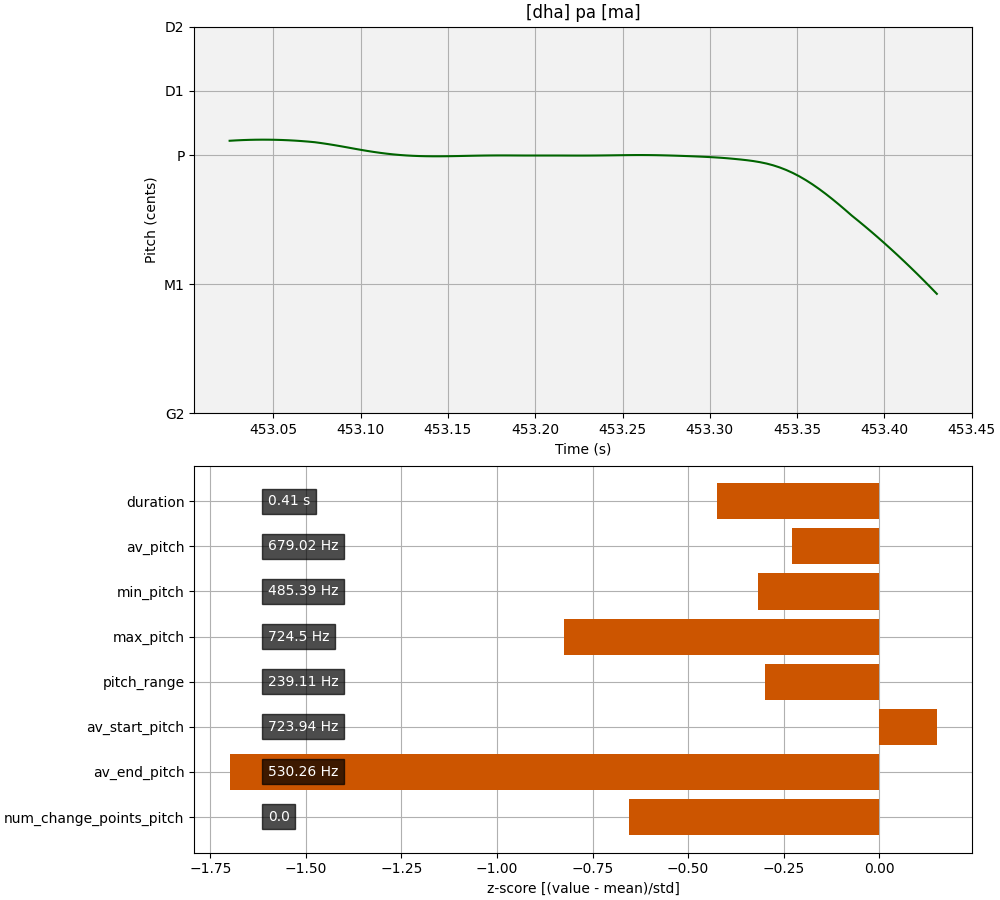 [dha] pa [ma]
D2
D1
P
M1
G2
Pitch (cents)
453.05 453.10 453.15 453.20 453.25 453.30 453.35 453.40 453.45
Time (s)
duration 0.41 s
av_pitch 679.02 Hz
min_pitch 485.39 Hz
max_pitch 724.5 Hz
pitch_range 239.11 Hz
av_start_pitch 723.94 Hz
av_end_pitch 530.26 Hz
num_change_points_pitch 0.0
−1.75 −1.50 −1.25 −1.00 −0.75 −0.50 −0.25 0.00
z-score [(value - mean)/std]